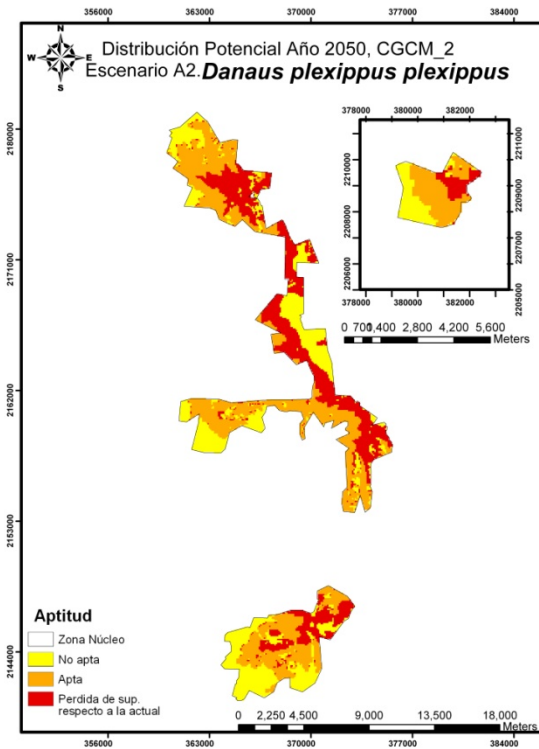 356000 363000 370000 377000 384000
N
W E
S
Distribución Potencial Año 2050, CGCM_2
Escenario A2. Danaus plexippus plexippus
378000 380000 382000
2180000
2171000
2162000
2153000
2144000
2211000
2210000
2209000
2208000
2207000
2206000
2205000
2210000
2208000
2206000
378000 380000 382000
0 700 1,400 2,800 4,200 5,600
Meters
Aptitud
Zona Núcleo
No apta
Apta
Perdida de sup.
respecto a la actual
0 2,250 4,500 9,000 13,500 18,000
Meters
356000 363000 370000 377000 384000